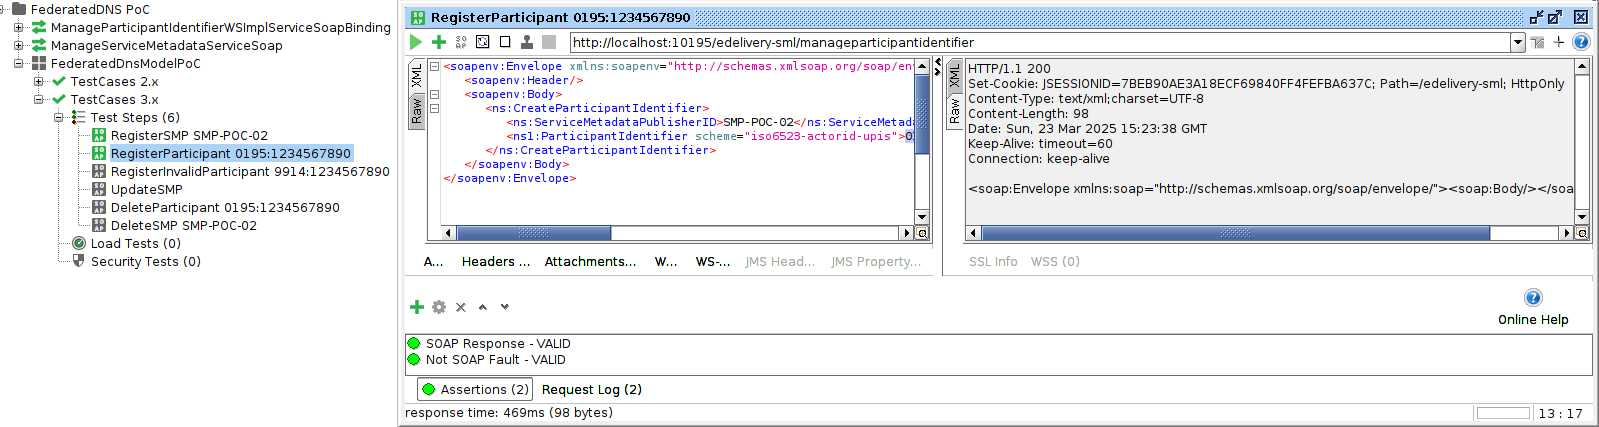 FederatedDNS PoC
ManageParticipantIdentifierWSImplServiceSoapBinding
ManageServiceMetadataServiceSoap
FederatedDnsModelPoC
TestCases 2.x
TestCases 3.x
Test Steps (6)
RegisterSMP SMP-POC-02
RegisterParticipant 0195:1234567890
RegisterInvalidParticipant 9914:1234567890
UpdateSMP
DeleteParticipant 0195:1234567890
DeleteSMP SMP-POC-02
Load Tests (0)
Security Tests (0)
RegisterParticipant 0195:1234567890
http://localhost:10195/edelivery-sml/manageparticipantidentifier
XML
Raw
<soapenv:Envelope xmlns:soapenv="http://schemas.xmlsoap.org/soap/en
<soapenv:Header/>
<soapenv:Body>
<ns:CreateParticipantIdentifier>
<ns:ServiceMetadataPublisherID>SMP-POC-02</ns:ServiceMetada
<ns1:ParticipantIdentifier scheme="iso6523-actorid-upis">0
</ns:CreateParticipantIdentifier>
</soapenv:Body>
</soapenv:Envelope>
A... Headers ... Attachments... W... WS-... JMS Head... JMS Property...
XML
Raw
HTTP/1.1 200
Set-Cookie: JSESSIONID=7BEB90AE3A18ECF69840FF4FEFBA637C; Path=/edelivery-sml; HttpOnly
Content-Type: text/xml;charset=UTF-8
Content-Length: 98
Date: Sun, 23 Mar 2025 15:23:38 GMT
Keep-Alive: timeout=60
Connection: keep-alive
<soap:Envelope xmlns:soap="http://schemas.xmlsoap.org/soap/envelope/"><soap:Body/></soa
SSL Info WSS (0)
Online Help
SOAP Response - VALID
Not SOAP Fault - VALID
Assertions (2) Request Log (2)
response time: 469ms (98 bytes)
13 : 17